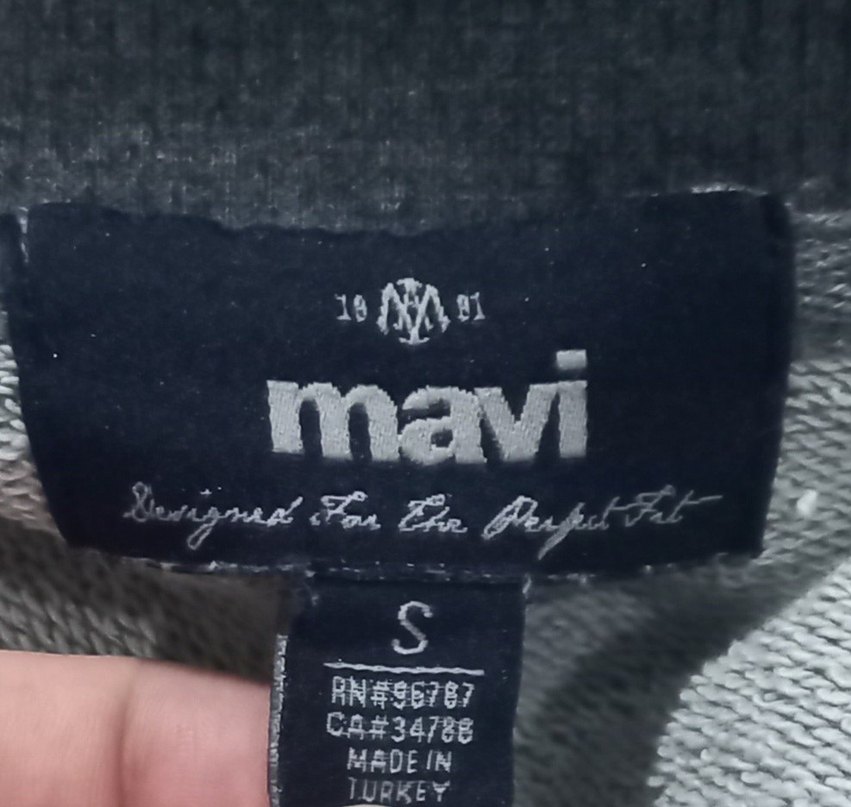 19 M 91
mavi
Designed For The Perfect Fit
S
RN#96787
CA#34788
MADE IN
TURKEY